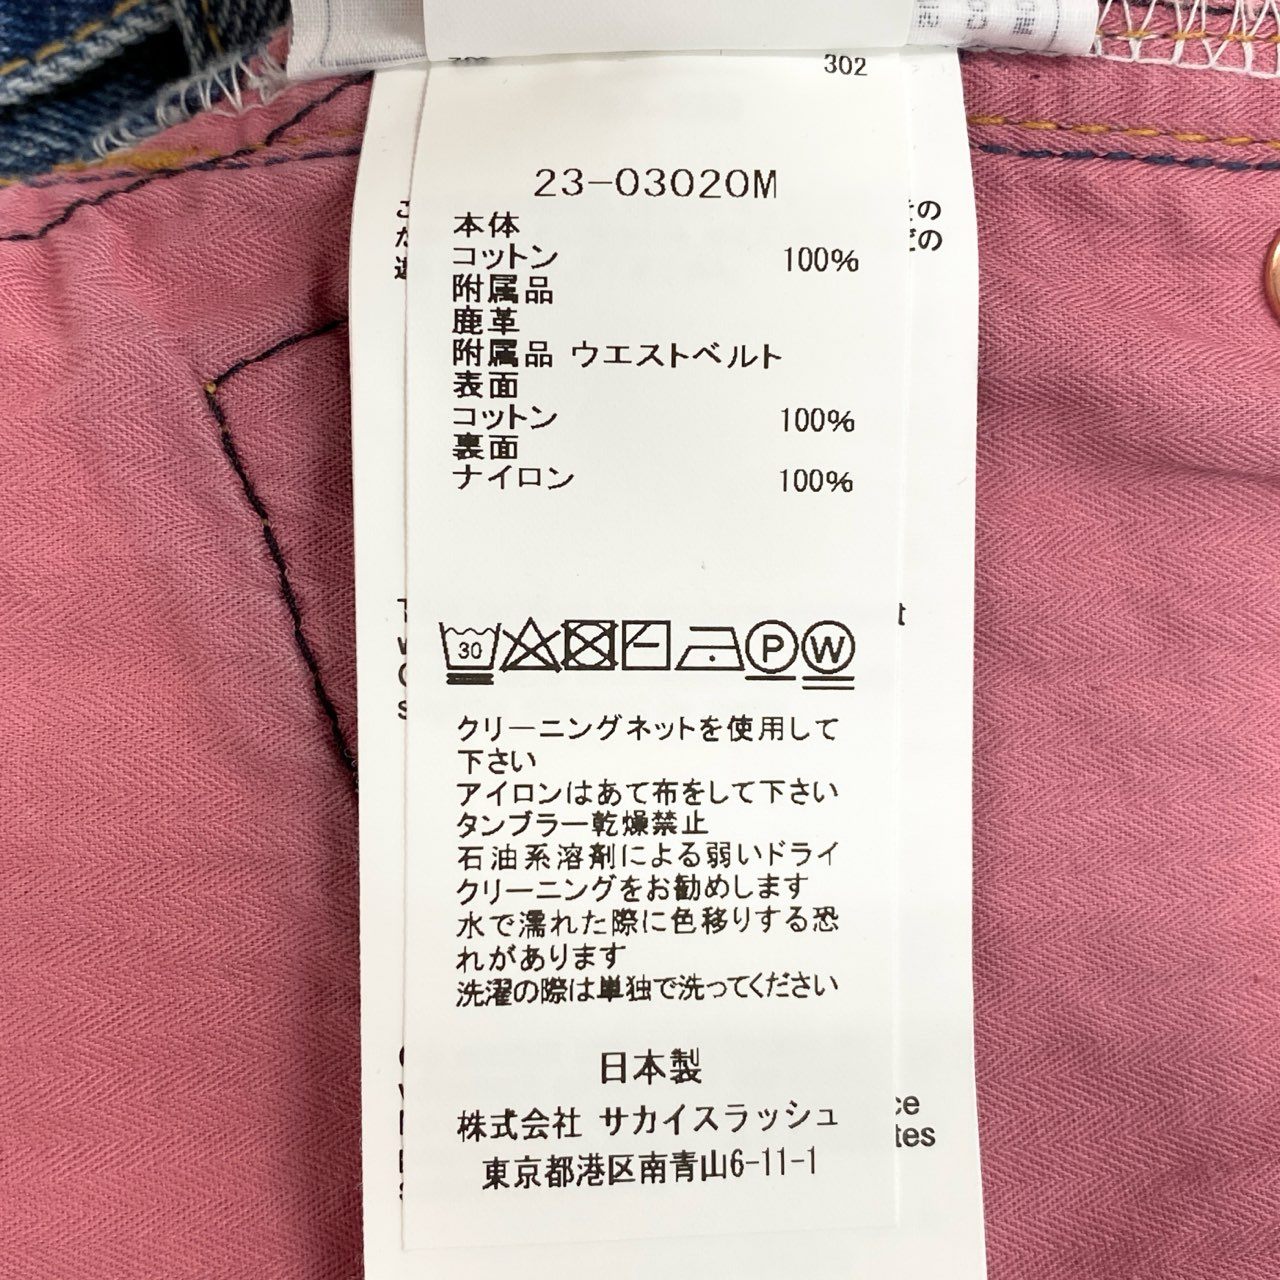 302
23-03020M
本体
コットン 100%
附属品
鹿革
附属品 ウエストベルト
表面
コットン 100%
裏面
ナイロン 100%
30
P
W
クリーニングネットを使用して
下さい
アイロンはあて布をして下さい
タンブラー乾燥禁止
石油系溶剤による弱いドライ
クリーニングをお勧めします
水で濡れた際に色移りする恐
れがあります
洗濯の際は単独で洗ってください
日本製
株式会社 サカイスラッシュ
東京都港区南青山6-11-1